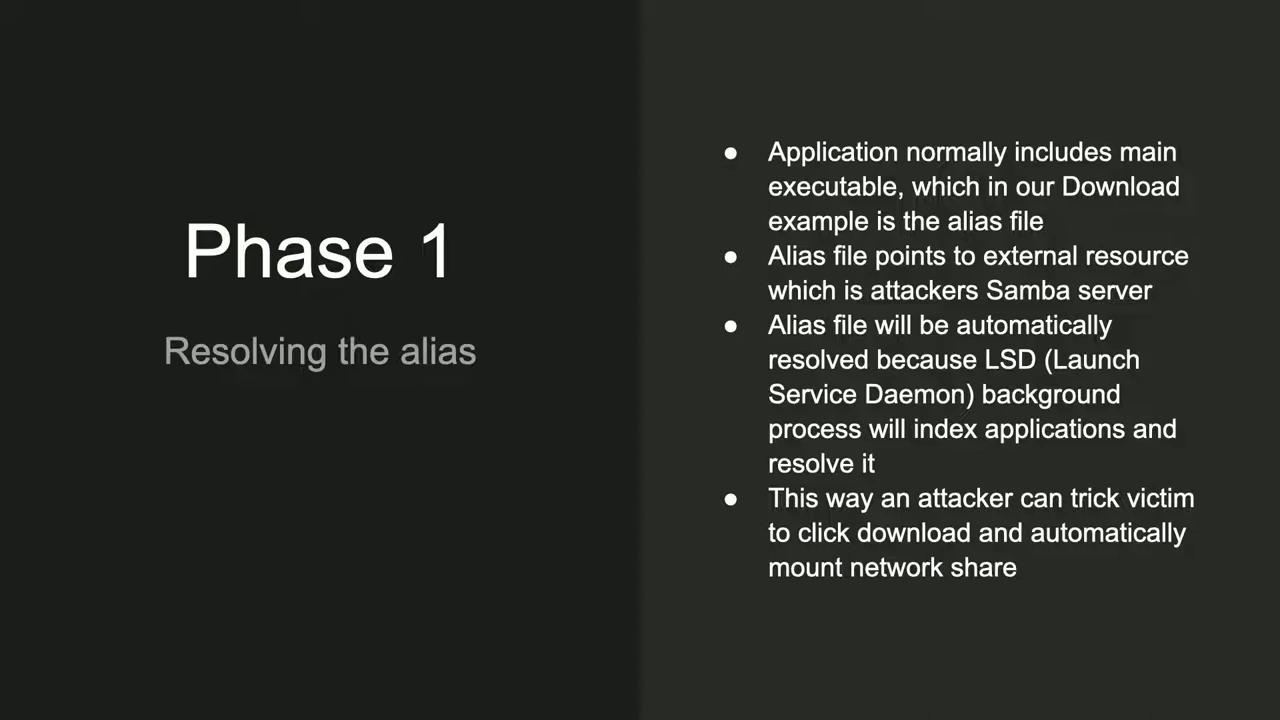 Phase 1
Resolving the alias
● Application normally includes main
executable, which in our Download
example is the alias file
● Alias file points to external resource
which is attackers Samba server
● Alias file will be automatically
resolved because LSD (Launch
Service Daemon) background
process will index applications and
resolve it
● This way an attacker can trick victim
to click download and automatically
mount network share